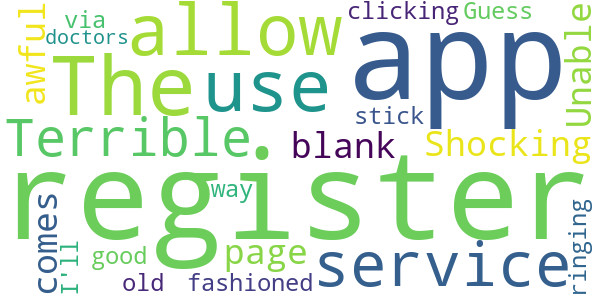 via
clicking
Guess
doctors
allow
app
awful
The
use
Unable
stick
Terrible
blank
Shocking
register
way
comes
I'll
good
page
service
ringing
old
fashioned